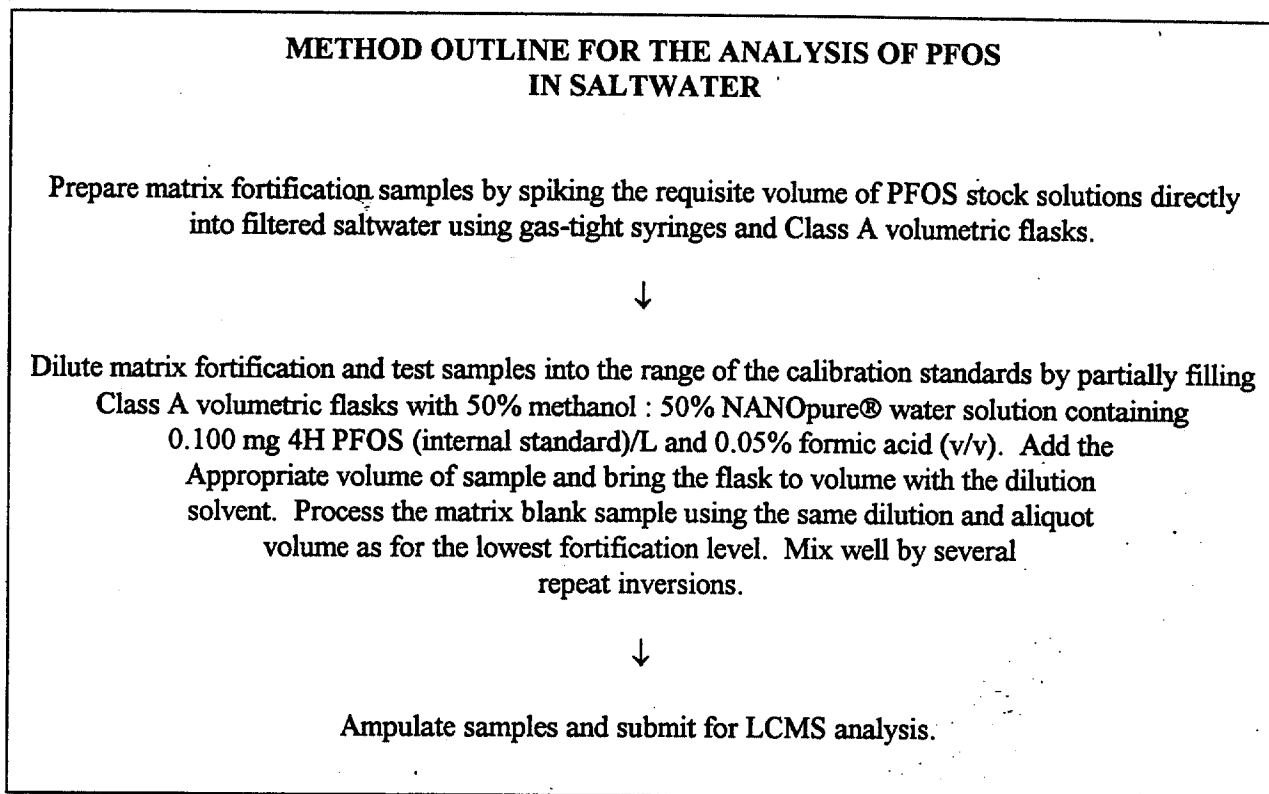 METHOD OUTLINE FOR THE ANALYSIS OF PFOS
IN SALTWATER
Prepare matrix fortification samples by spiking the requisite volume of PFOS stock solutions directly
into filtered saltwater using gas-tight syringes and Class A volumetric flasks.
↓
Dilute matrix fortification and test samples into the range of the calibration standards by partially filling
Class A volumetric flasks with 50% methanol : 50% NANOpure® water solution containing
0.100 mg 4H PFOS (internal standard)/L and 0.05% formic acid (v/v). Add the
Appropriate volume of sample and bring the flask to volume with the dilution
solvent. Process the matrix blank sample using the same dilution and aliquot
volume as for the lowest fortification level. Mix well by several
repeat inversions.
↓
Ampulate samples and submit for LCMS analysis.